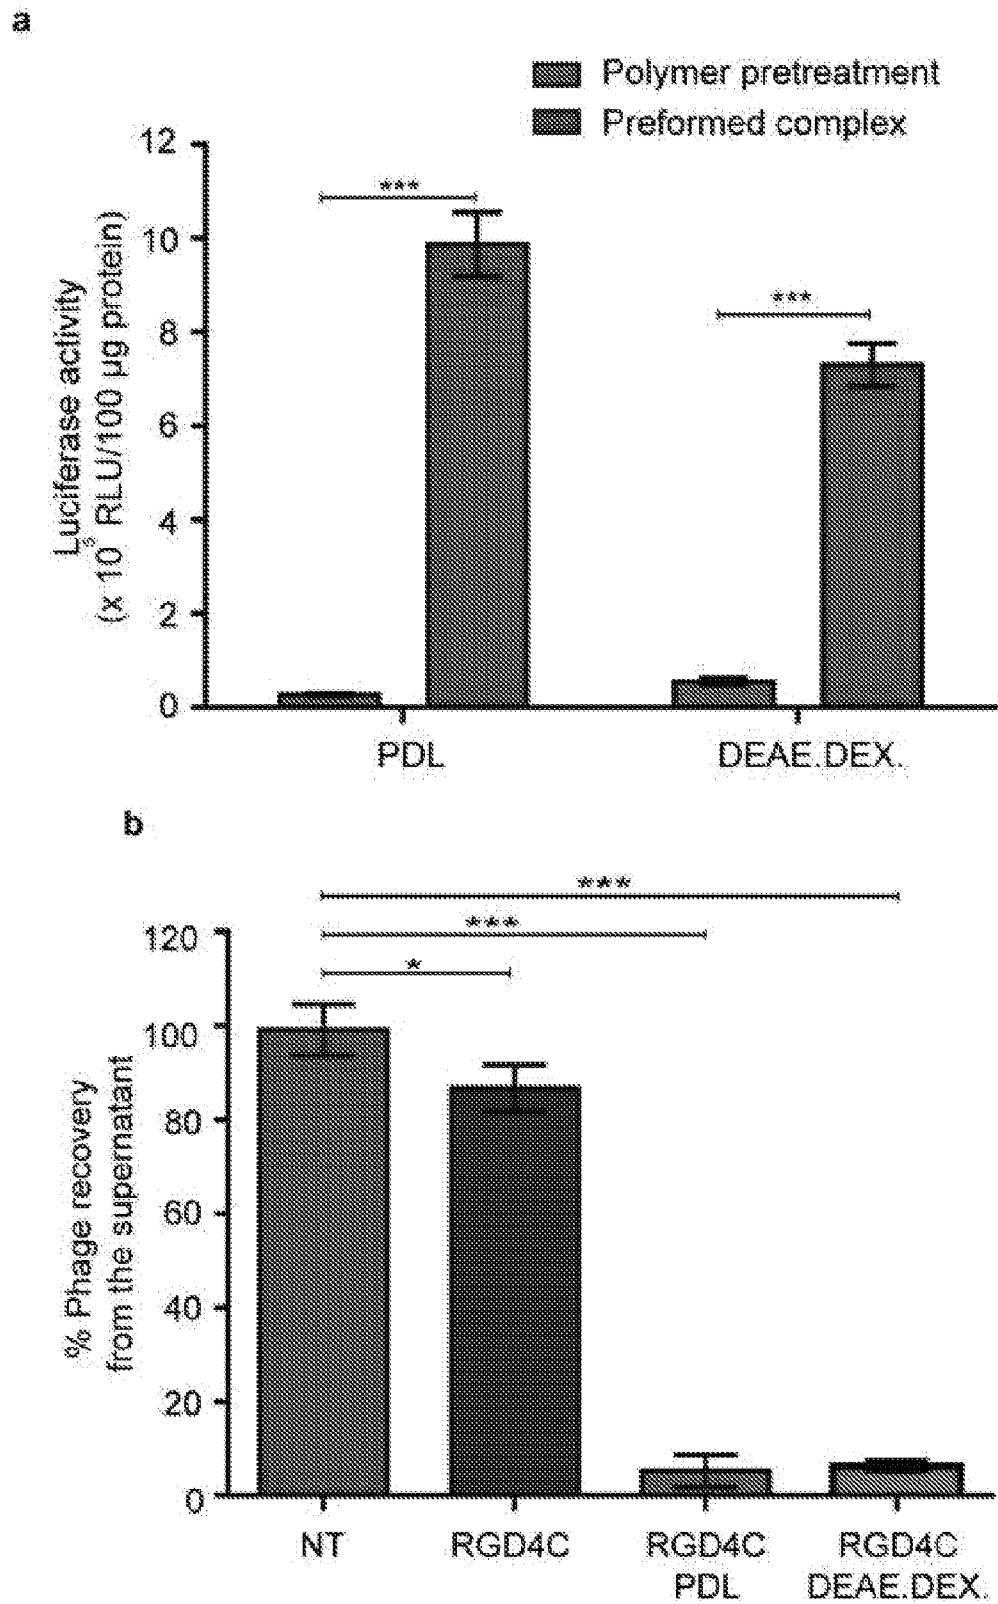 a
Polymer pretreatment
Preformed complex
Luciferase activity
(x 10⁵ RLU/100 µg protein)
12
10
8
6
4
2
0
***
***
PDL
DEAE.DEX.
b
% Phage recovery
from the supernatant
120
100
80
60
40
20
0
***
***
*
NT
RGD4C
RGD4C
PDL
RGD4C
DEAE.DEX.